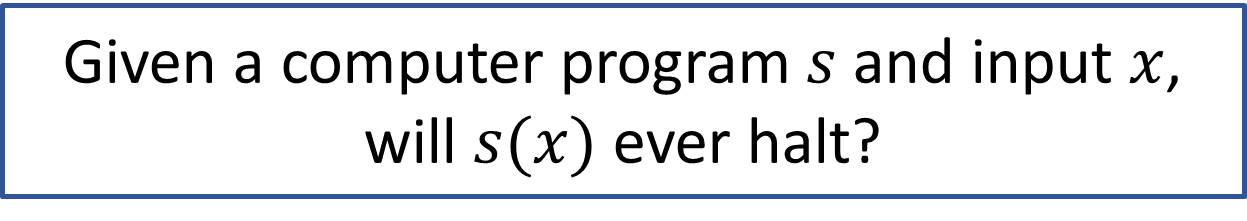 Given a computer program s and input x,
will s(x) ever halt?